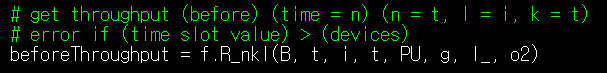 # get throughput (before) (time = n) (n = t, l = i, k = t)
# error if (time slot value) > (devices)
beforeThroughput = f.R_nkl(B, t, i, t, PU, g, l_, o2)